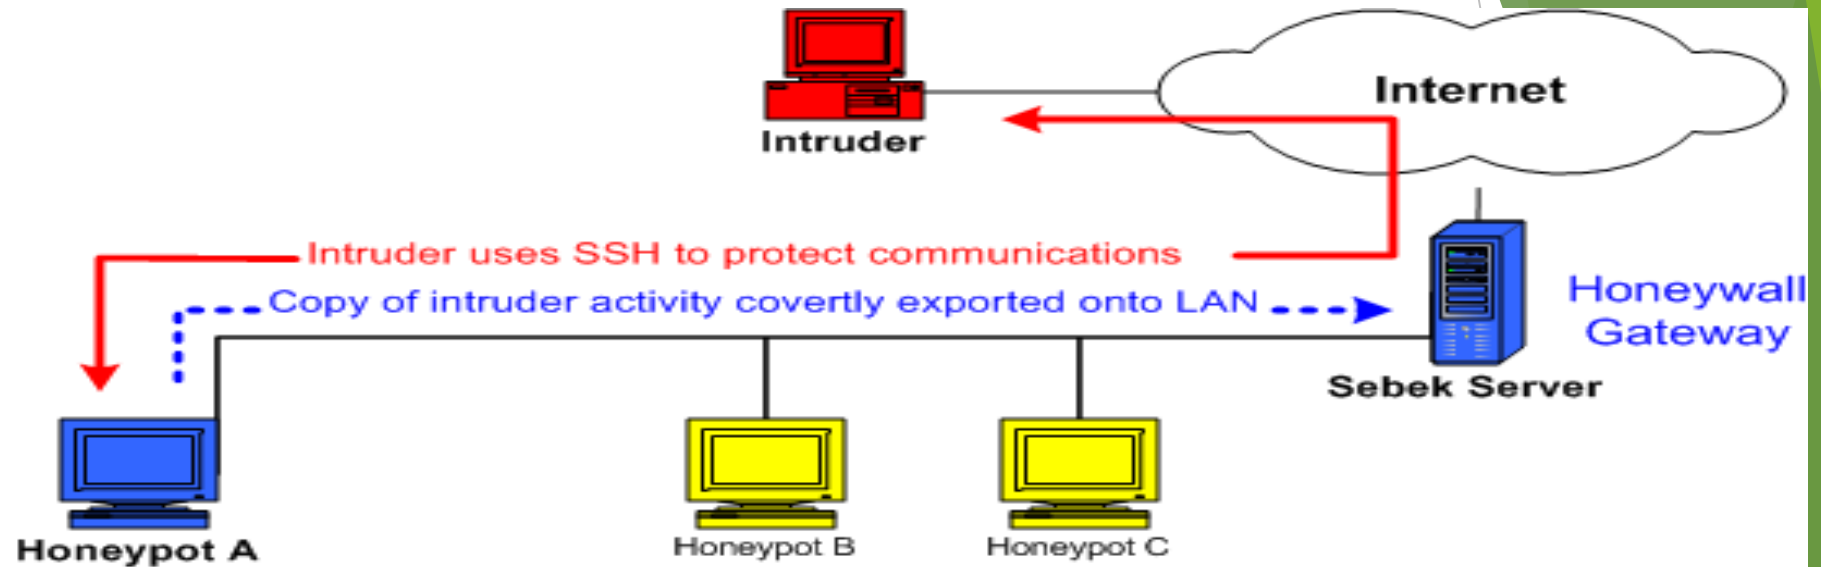 Internet
Intruder
Intruder uses SSH to protect communications
Copy of intruder activity covertly exported onto LAN
Honeywall
Gateway
Sebek Server
Honeypot A
Honeypot B
Honeypot C